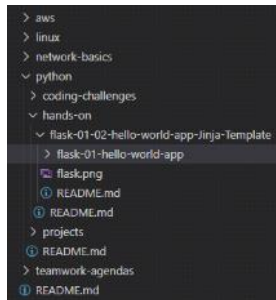 aws
linux
network-basics
python
coding-challenges
hands-on
flask-01-02-hello-world-app-Jinja-Template
flask-01-hello-world-app
flask.png
README.md
README.md
projects
README.md
teamwork-agendas
README.md